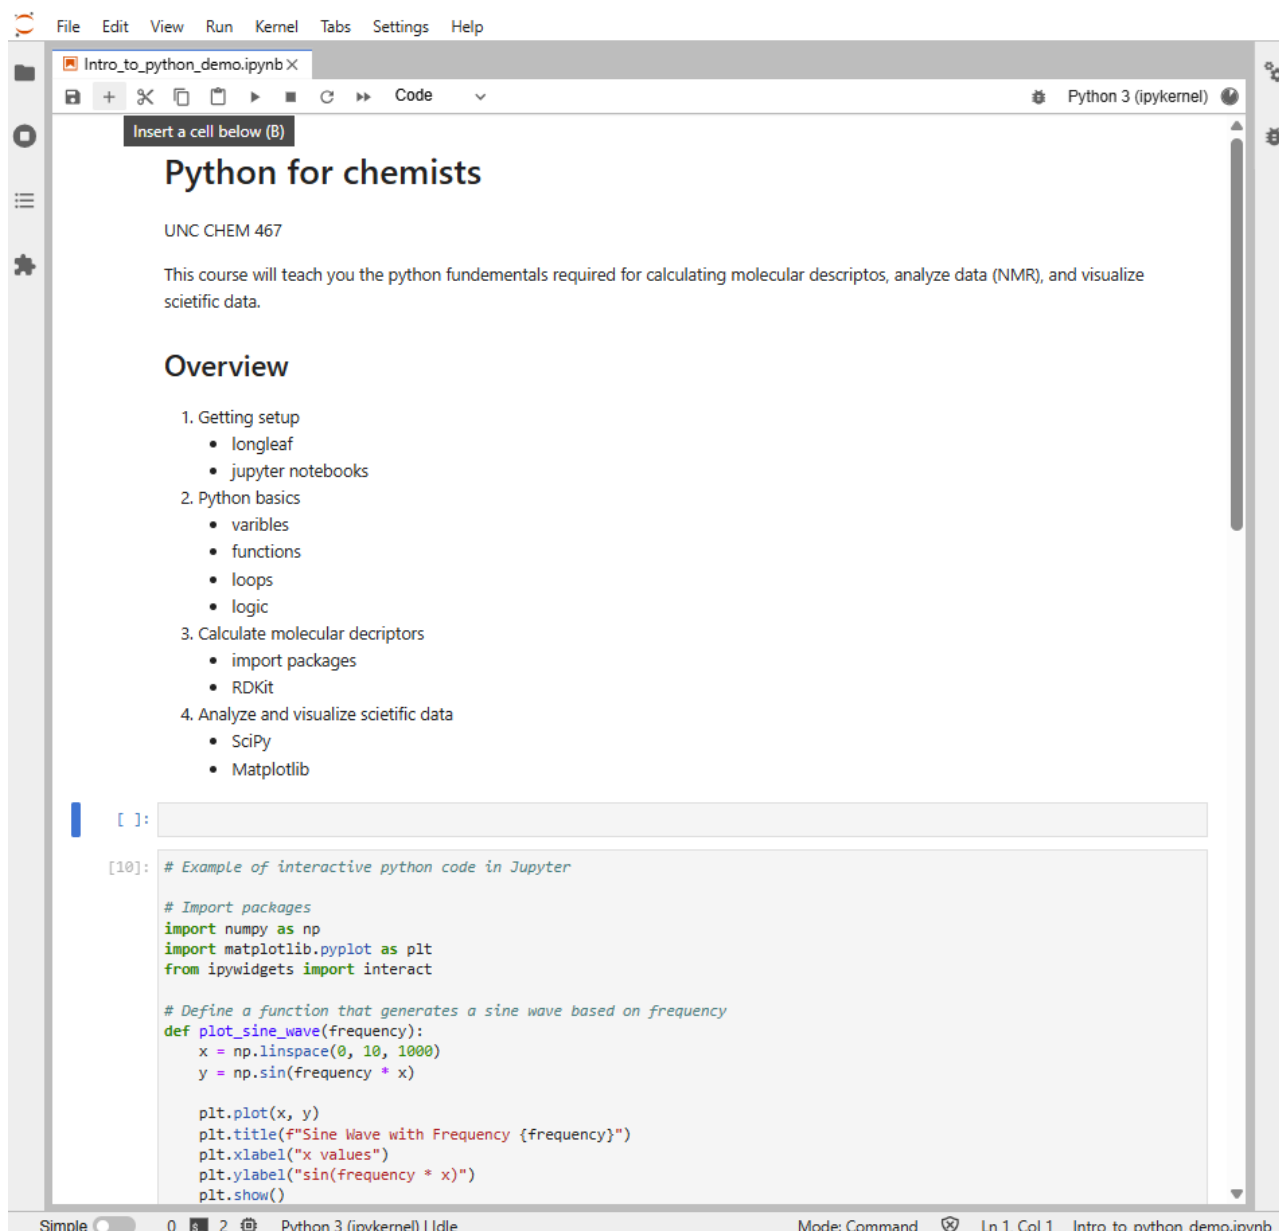 File Edit View Run Kernel Tabs Settings Help
Intro_to_python_demo.ipynb
Code
Python 3 (ipykernel)
Insert a cell below (B)
Python for chemists
UNC CHEM 467
This course will teach you the python fundementals required for calculating molecular descriptos, analyze data (NMR), and visualize
scietific data.
Overview
1. Getting setup
• longleaf
• jupyter notebooks
2. Python basics
• varibles
• functions
• loops
• logic
3. Calculate molecular decriptors
• import packages
• RDKit
4. Analyze and visualize scietific data
• SciPy
• Matplotlib
[ ]:
[10]: # Example of interactive python code in Jupyter
# Import packages
import numpy as np
import matplotlib.pyplot as plt
from ipywidgets import interact
# Define a function that generates a sine wave based on frequency
def plot_sine_wave(frequency):
    x = np.linspace(0, 10, 1000)
    y = np.sin(frequency * x)
    plt.plot(x, y)
    plt.title(f"Sine Wave with Frequency {frequency}")
    plt.xlabel("x values")
    plt.ylabel("sin(frequency * x)")
    plt.show()
Simple 0 $_ 2 Python 3 (ipykernel) | Idle Mode: Command Ln 1, Col 1 Intro_to_python_demo.ipynb